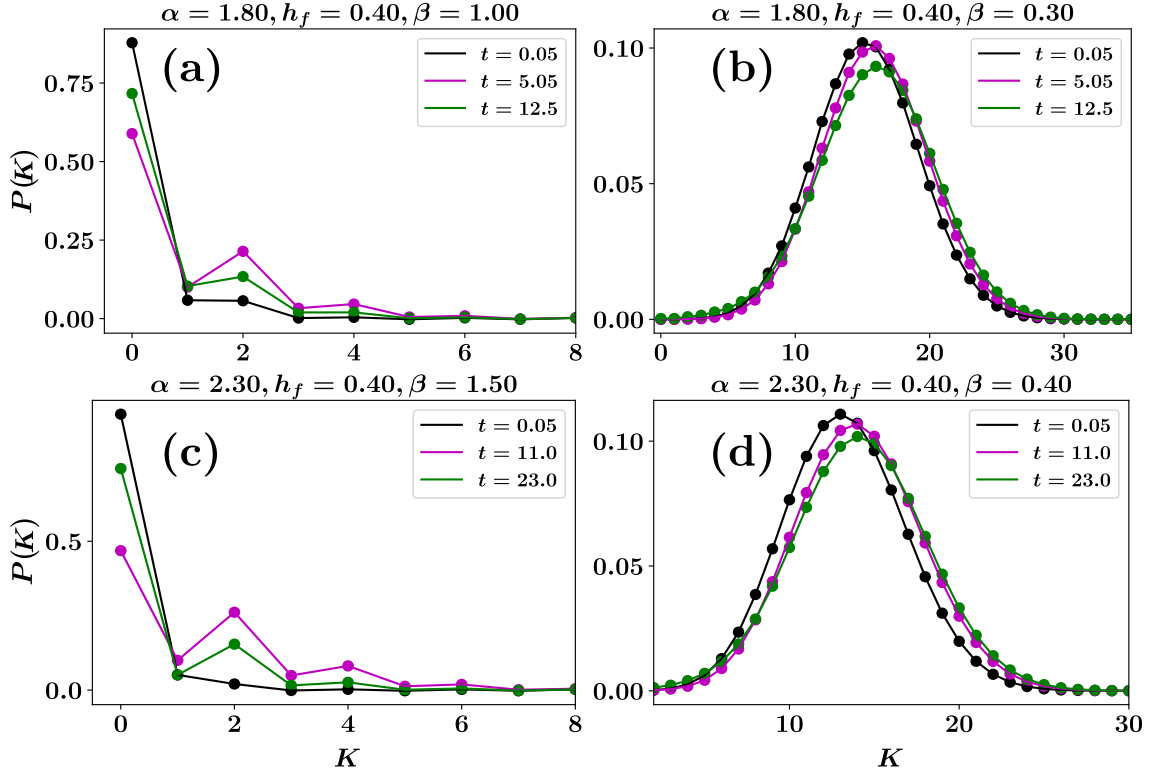 α = 1.80, h_f = 0.40, β = 1.00
(a)
t = 0.05
t = 5.05
t = 12.5
P(K)
0.75
0.50
0.25
0.00
0 2 4 6 8
α = 1.80, h_f = 0.40, β = 0.30
(b)
t = 0.05
t = 5.05
t = 12.5
0.10
0.05
0.00
0 10 20 30
α = 2.30, h_f = 0.40, β = 1.50
(c)
t = 0.05
t = 11.0
t = 23.0
P(K)
0.5
0.0
0 2 4 6 8
K
α = 2.30, h_f = 0.40, β = 0.40
(d)
t = 0.05
t = 11.0
t = 23.0
0.10
0.05
0.00
10 20 30
K